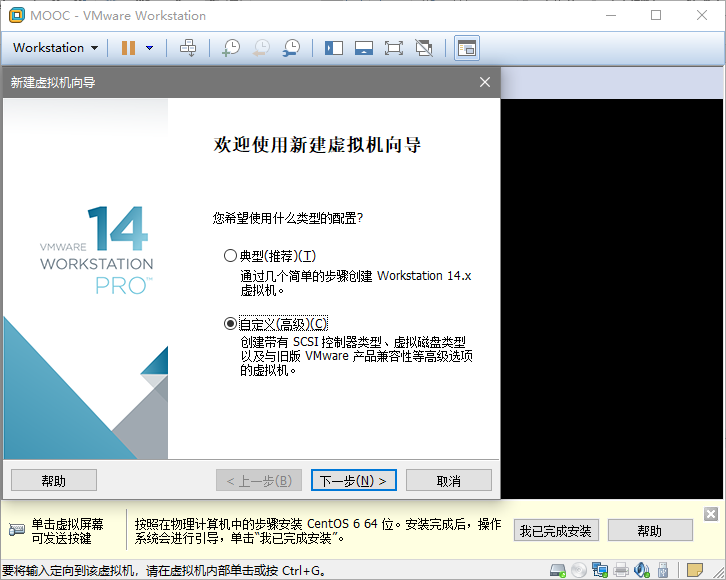 MOOC - VMware Workstation
Workstation
新建虚拟机向导
欢迎使用新建虚拟机向导
您希望使用什么类型的配置?
典型(推荐)(T)
通过几个简单的步骤创建 Workstation 14.x
虚拟机。
自定义(高级)(C)
创建带有 SCSI 控制器类型、虚拟磁盘类型
以及与旧版 VMware 产品兼容性等高级选项
的虚拟机。
14
VMWARE
WORKSTATION
PRO™
帮助
< 上一步(B)
下一步(N) >
取消
单击虚拟屏幕
可发送按键
按照在物理计算机中的步骤安装 CentOS 6 64 位。安装完成后，操作
系统会进行引导，单击“我已完成安装”。
我已完成安装
帮助
要将输入定向到该虚拟机，请在虚拟机内部单击或按 Ctrl+G。